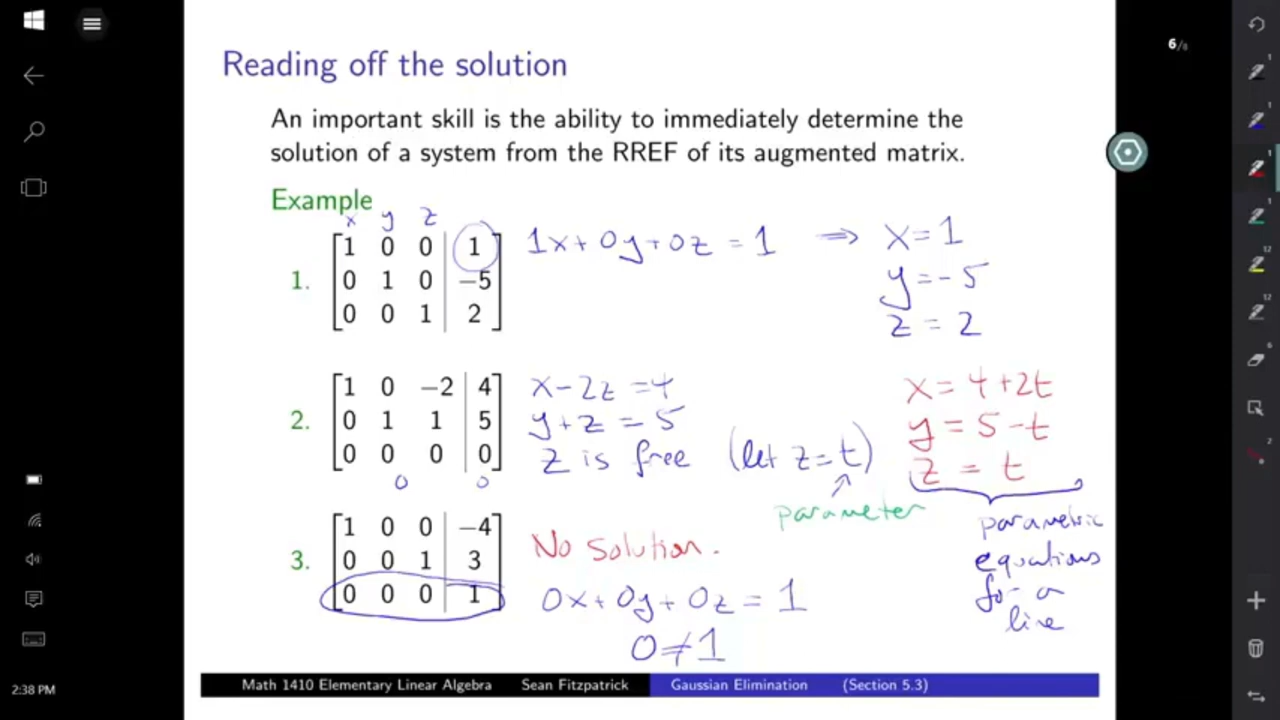 6/8
Reading off the solution
An important skill is the ability to immediately determine the
solution of a system from the RREF of its augmented matrix.
Example
x y z
1. [1 0 0 | 1] 1x + 0y + 0z = 1 ⇒ x = 1
[0 1 0 | −5] y = −5
[0 0 1 | 2] z = 2
2. [1 0 −2 | 4] x − 2z = 4 x = 4 + 2t
[0 1 1 | 5] y + z = 5 y = 5 − t
[0 0 0 | 0] z is free (let z = t) z = t
0 0
parameter
parametric
equations
for a
line
3. [1 0 0 | −4] No solution.
[0 0 1 | 3]
[0 0 0 | 1] 0x + 0y + 0z = 1
0 ≠ 1
Math 1410 Elementary Linear Algebra Sean Fitzpatrick Gaussian Elimination (Section 5.3)
2:38 PM